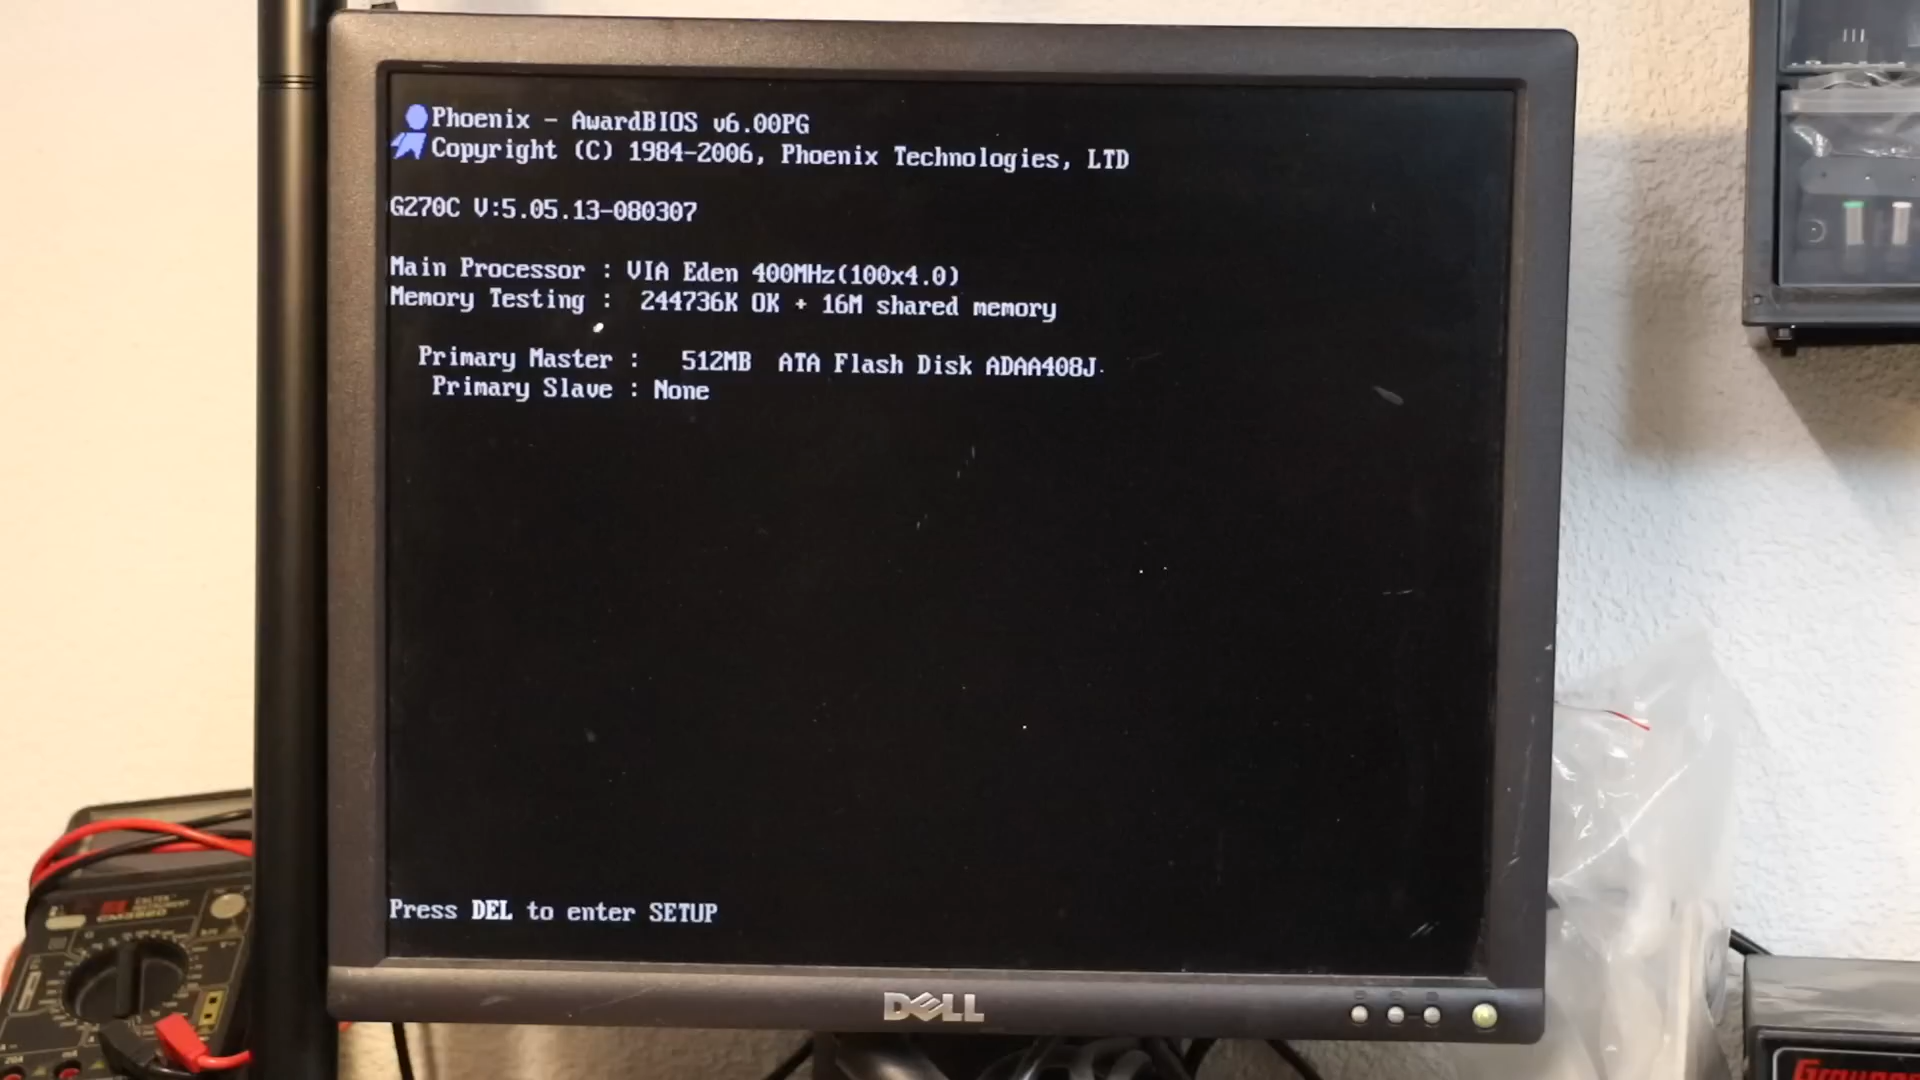 Phoenix - AwardBIOS v6.00PG
Copyright (C) 1984-2006, Phoenix Technologies, LTD
G270C V:5.05.13-080307
Main Processor : VIA Eden 400MHz(100x4.0)
Memory Testing : 244736K OK + 16M shared memory
Primary Master : 512MB ATA Flash Disk ADAA408J
Primary Slave : None
Press DEL to enter SETUP
DELL
20A